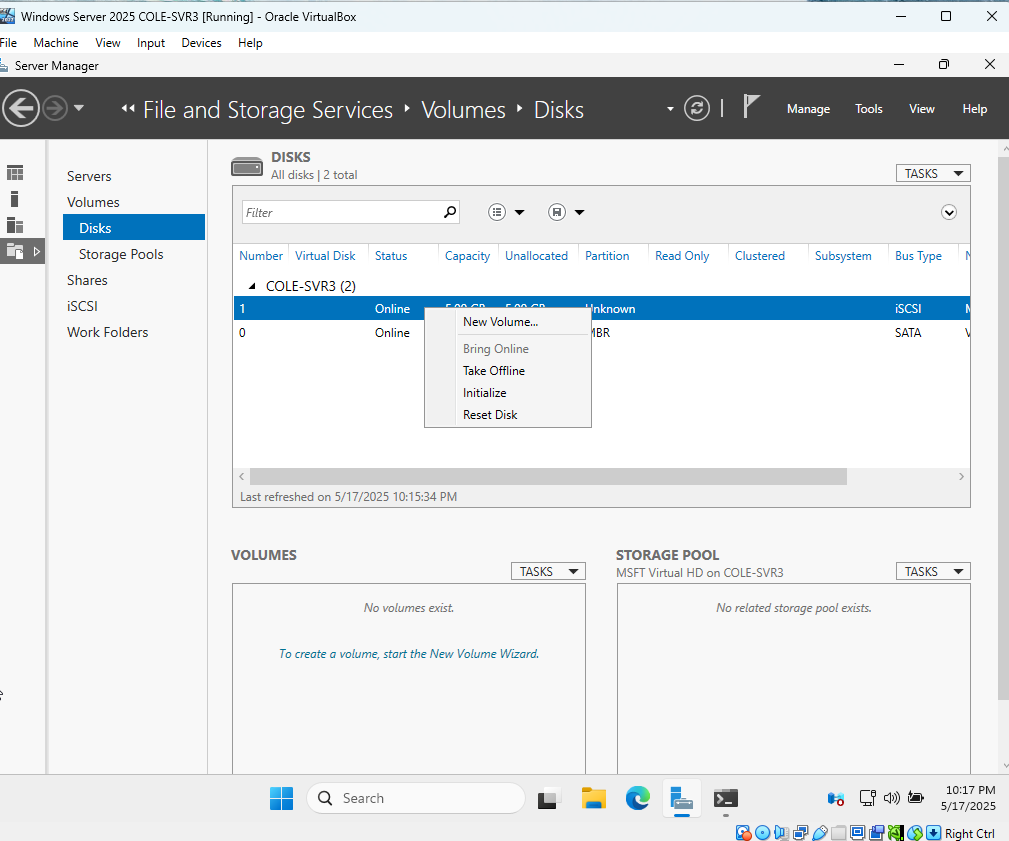 Windows Server 2025 COLE-SVR3 [Running] - Oracle VirtualBox
File Machine View Input Devices Help
Server Manager
File and Storage Services Volumes Disks
Manage Tools View Help
Servers
Volumes
Disks
Storage Pools
Shares
iSCSI
Work Folders
DISKS
All disks | 2 total
TASKS
Filter
Number Virtual Disk Status Capacity Unallocated Partition Read Only Clustered Subsystem Bus Type
COLE-SVR3 (2)
1 Online 5.00 GB 5.00 GB Unknown iSCSI
0 Online MBR SATA
New Volume...
Bring Online
Take Offline
Initialize
Reset Disk
Last refreshed on 5/17/2025 10:15:34 PM
VOLUMES
TASKS
No volumes exist.
To create a volume, start the New Volume Wizard.
STORAGE POOL
MSFT Virtual HD on COLE-SVR3
TASKS
No related storage pool exists.
Search
10:17 PM
5/17/2025
Right Ctrl